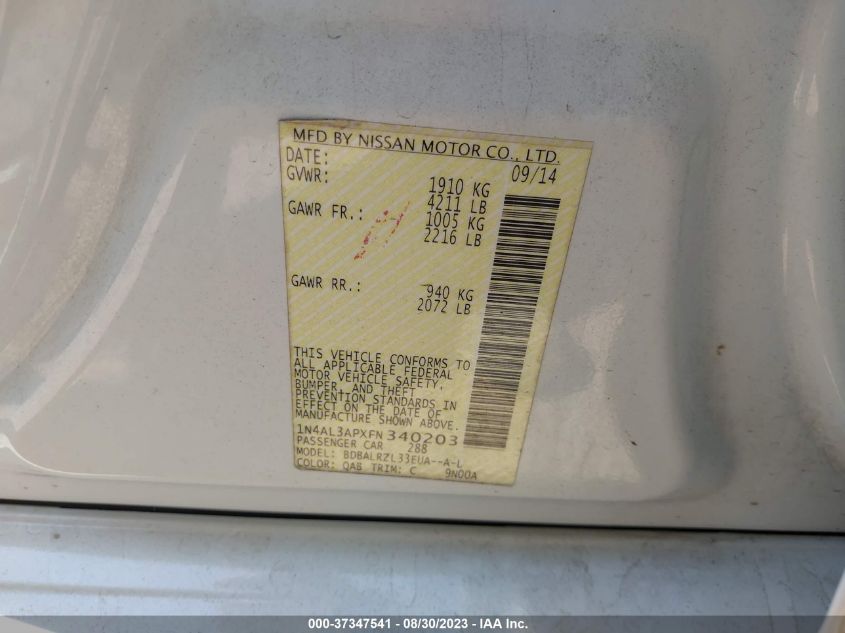 MFD BY NISSAN MOTOR CO., LTD.
DATE: 09/14
GVWR: 1910 KG
4211 LB
GAWR FR.: 1005 KG
2216 LB
GAWR RR.: 940 KG
2072 LB
THIS VEHICLE CONFORMS TO
ALL APPLICABLE FEDERAL
MOTOR VEHICLE SAFETY,
BUMPER, AND THEFT
PREVENTION STANDARDS IN
EFFECT ON THE DATE OF
MANUFACTURE SHOWN ABOVE.
1N4AL3APXFN340203
PASSENGER CAR 288
MODEL: BDBALRZL33EUA--A-L
COLOR: QAB TRIM: C 9N00A
000-37347541 - 08/30/2023 - IAA Inc.